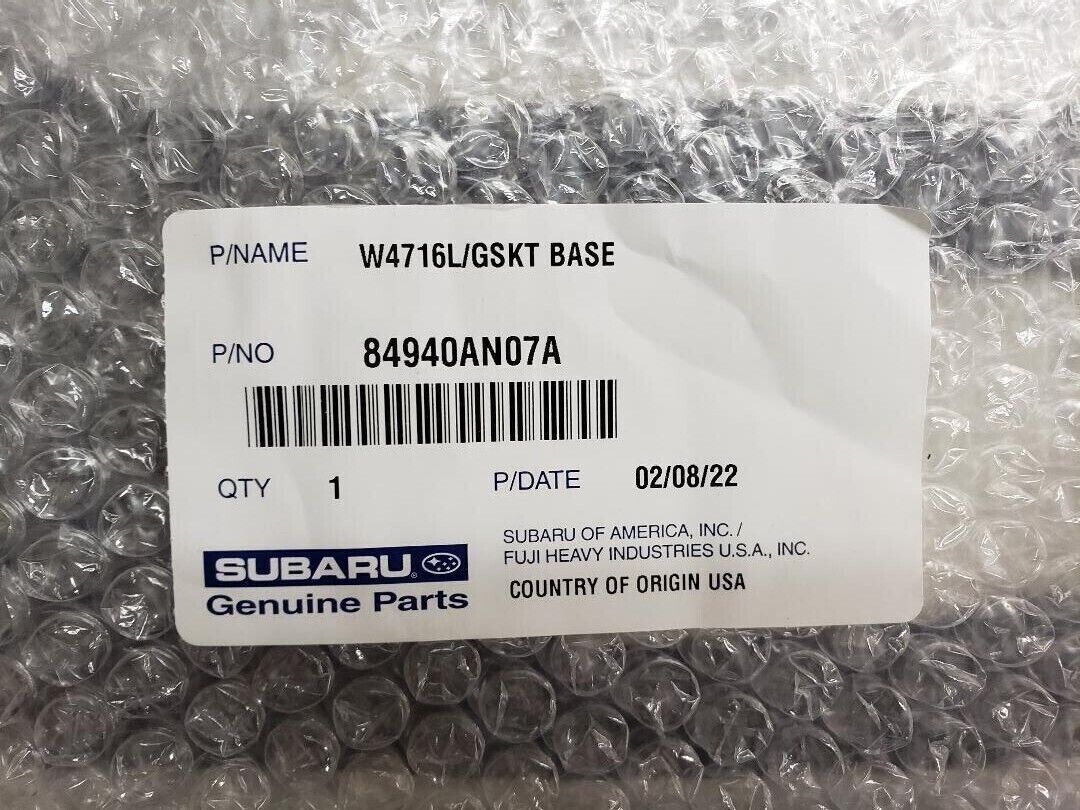 P/NAME W4716L/GSKT BASE
P/NO 84940AN07A
QTY 1 P/DATE 02/08/22
SUBARU OF AMERICA, INC. /
FUJI HEAVY INDUSTRIES U.S.A., INC.
COUNTRY OF ORIGIN USA
SUBARU®
Genuine Parts